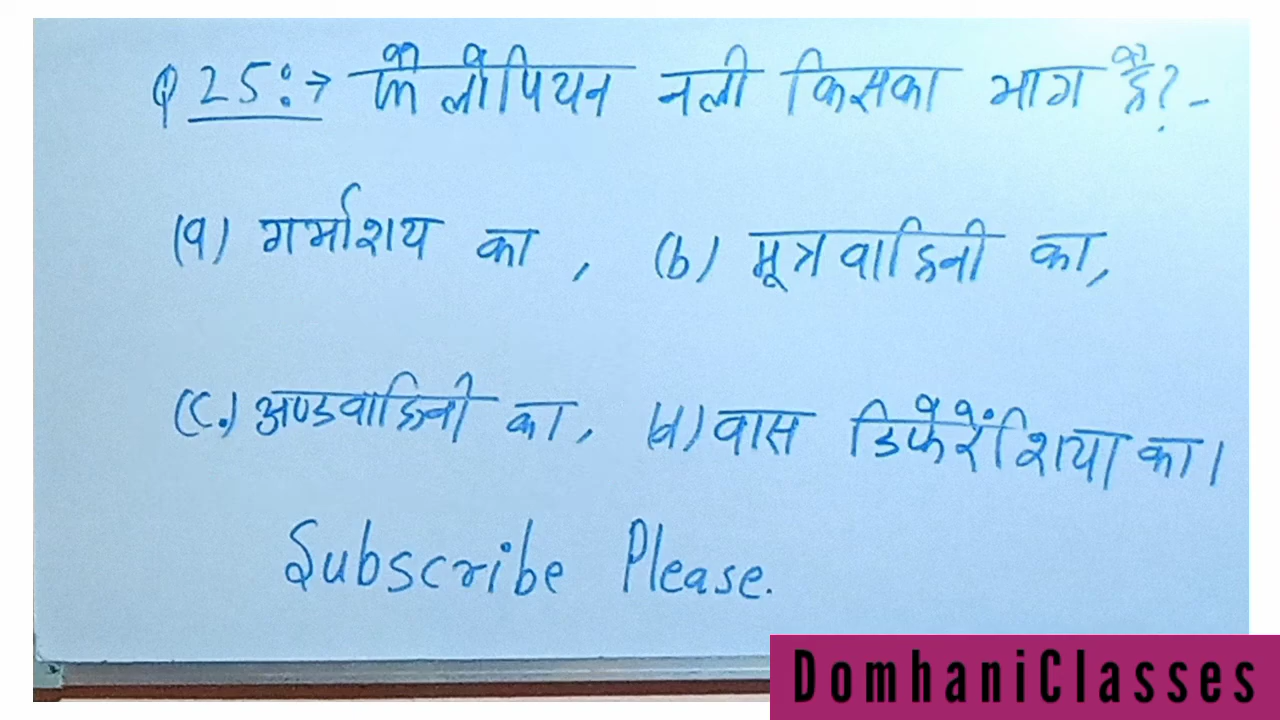 Q 25:→ फैलोपियन नली किसका भाग है?-
(a) गर्भाशय का, (b) मूत्रवाहिनी का,
(c.) अण्डवाहिनी का, (d) वास डिफेरेंशिया का।
Subscribe Please.
DomhaniClasses